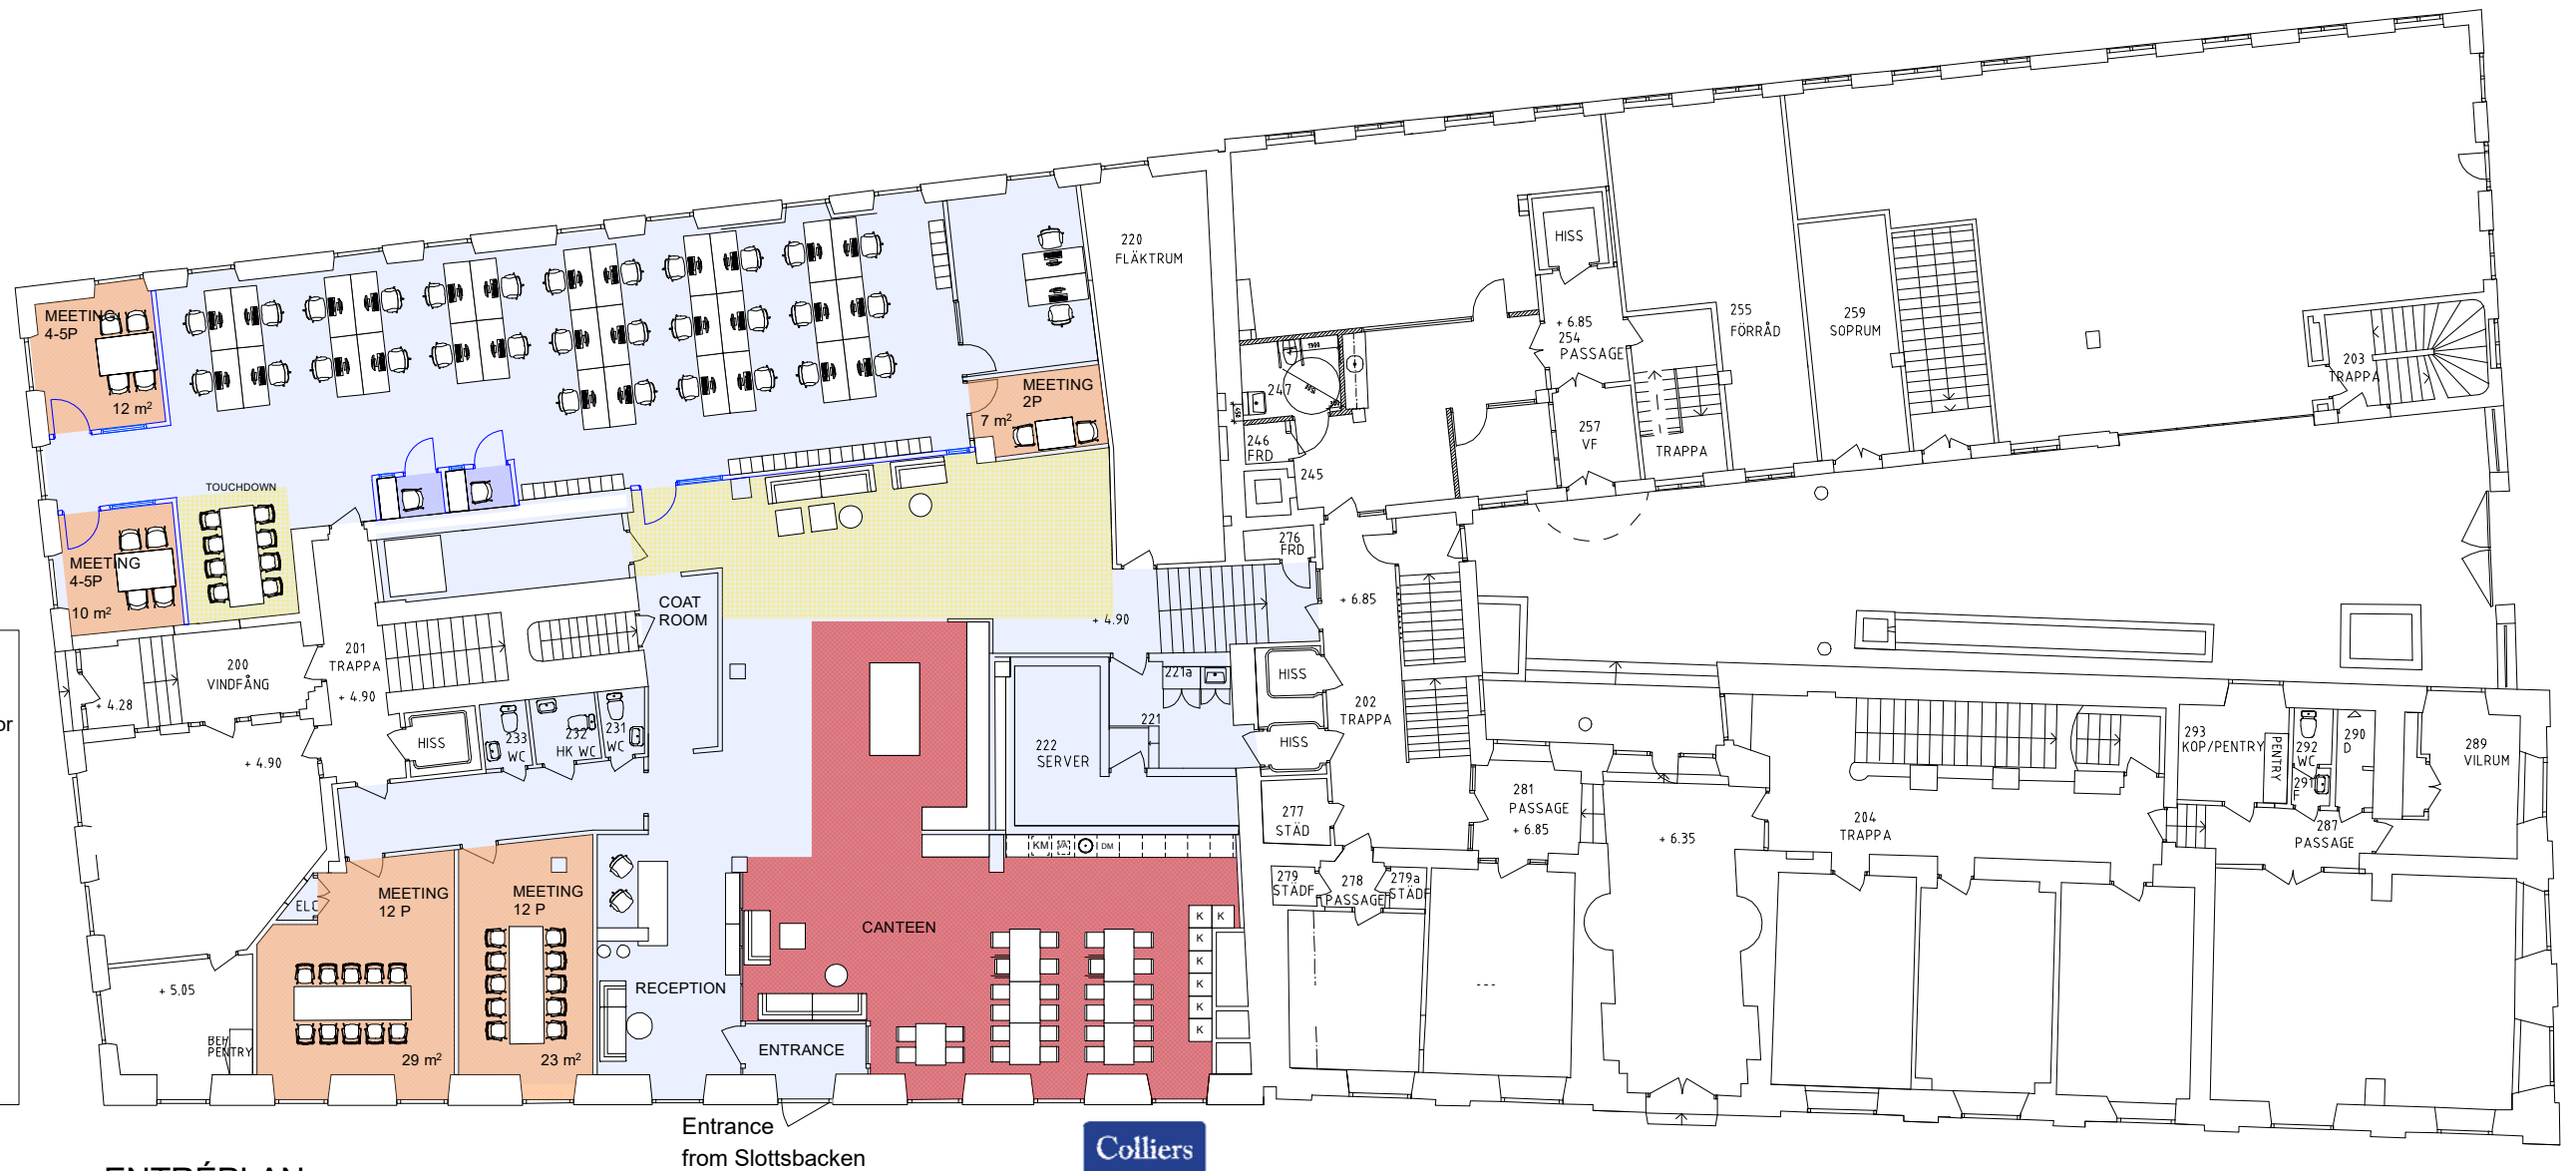 220
FLÄKTRUM
HISS
MEETING
4-5P
12 m²
+ 6.85
254
PASSAGE
255
FÖRRÅD
259
SOPRUM
203
TRAPPA
MEETING
2P
7 m²
247
246
FRD
245
257
VF
TRAPPA
TOUCHDOWN
MEETING
4-5P
10 m²
276
FRD
COAT
ROOM
+ 4.90
+ 6.85
200
VINDFÅNG
201
TRAPPA
+ 4.90
+ 4.28
or
HISS
233
WC
232
HK WC
231
WC
+ 4.90
221a
221
222
SERVER
HISS
HISS
202
TRAPPA
293
KOP/PENTRY
PENTRY
292
WC
290
D
289
VILRUM
277
STÄD
281
PASSAGE
+ 6.85
+ 6.35
204
TRAPPA
287
PASSAGE
KM
DM
279
STÄDF
278
PASSAGE
279a
STÄDF
ELC
MEETING
12 P
MEETING
12 P
CANTEEN
K K
K
K
K
K
K
RECEPTION
+ 5.05
BEH
PENTRY
29 m²
23 m²
ENTRANCE
---
Entrance
from Slottsbacken
Colliers
ENTRÉPLAN